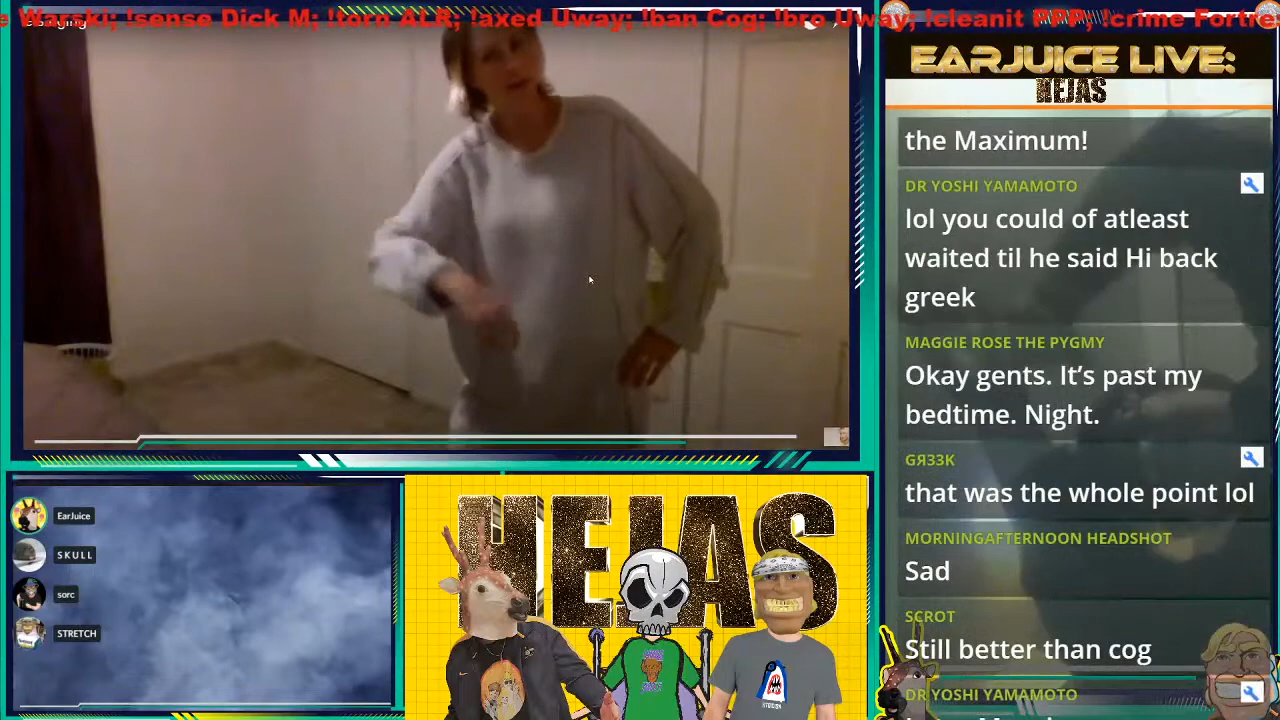 e Warski; !sense Dick M; !torn ALR; !axed Uway; !ban Cog; !bro Uway; !cleanit PPP; !crime Fortre
EARJUICE LIVE:
HEJAS
the Maximum!
DR YOSHI YAMAMOTO
lol you could of atleast
waited til he said Hi back
greek
MAGGIE ROSE THE PYGMY
Okay gents. It’s past my
bedtime. Night.
GЯ33K
that was the whole point lol
MORNINGAFTERNOON HEADSHOT
Sad
SCROT
Still better than cog
DR YOSHI YAMAMOTO
EarJuice
SKULL
sorc
STRETCH
HEJAS